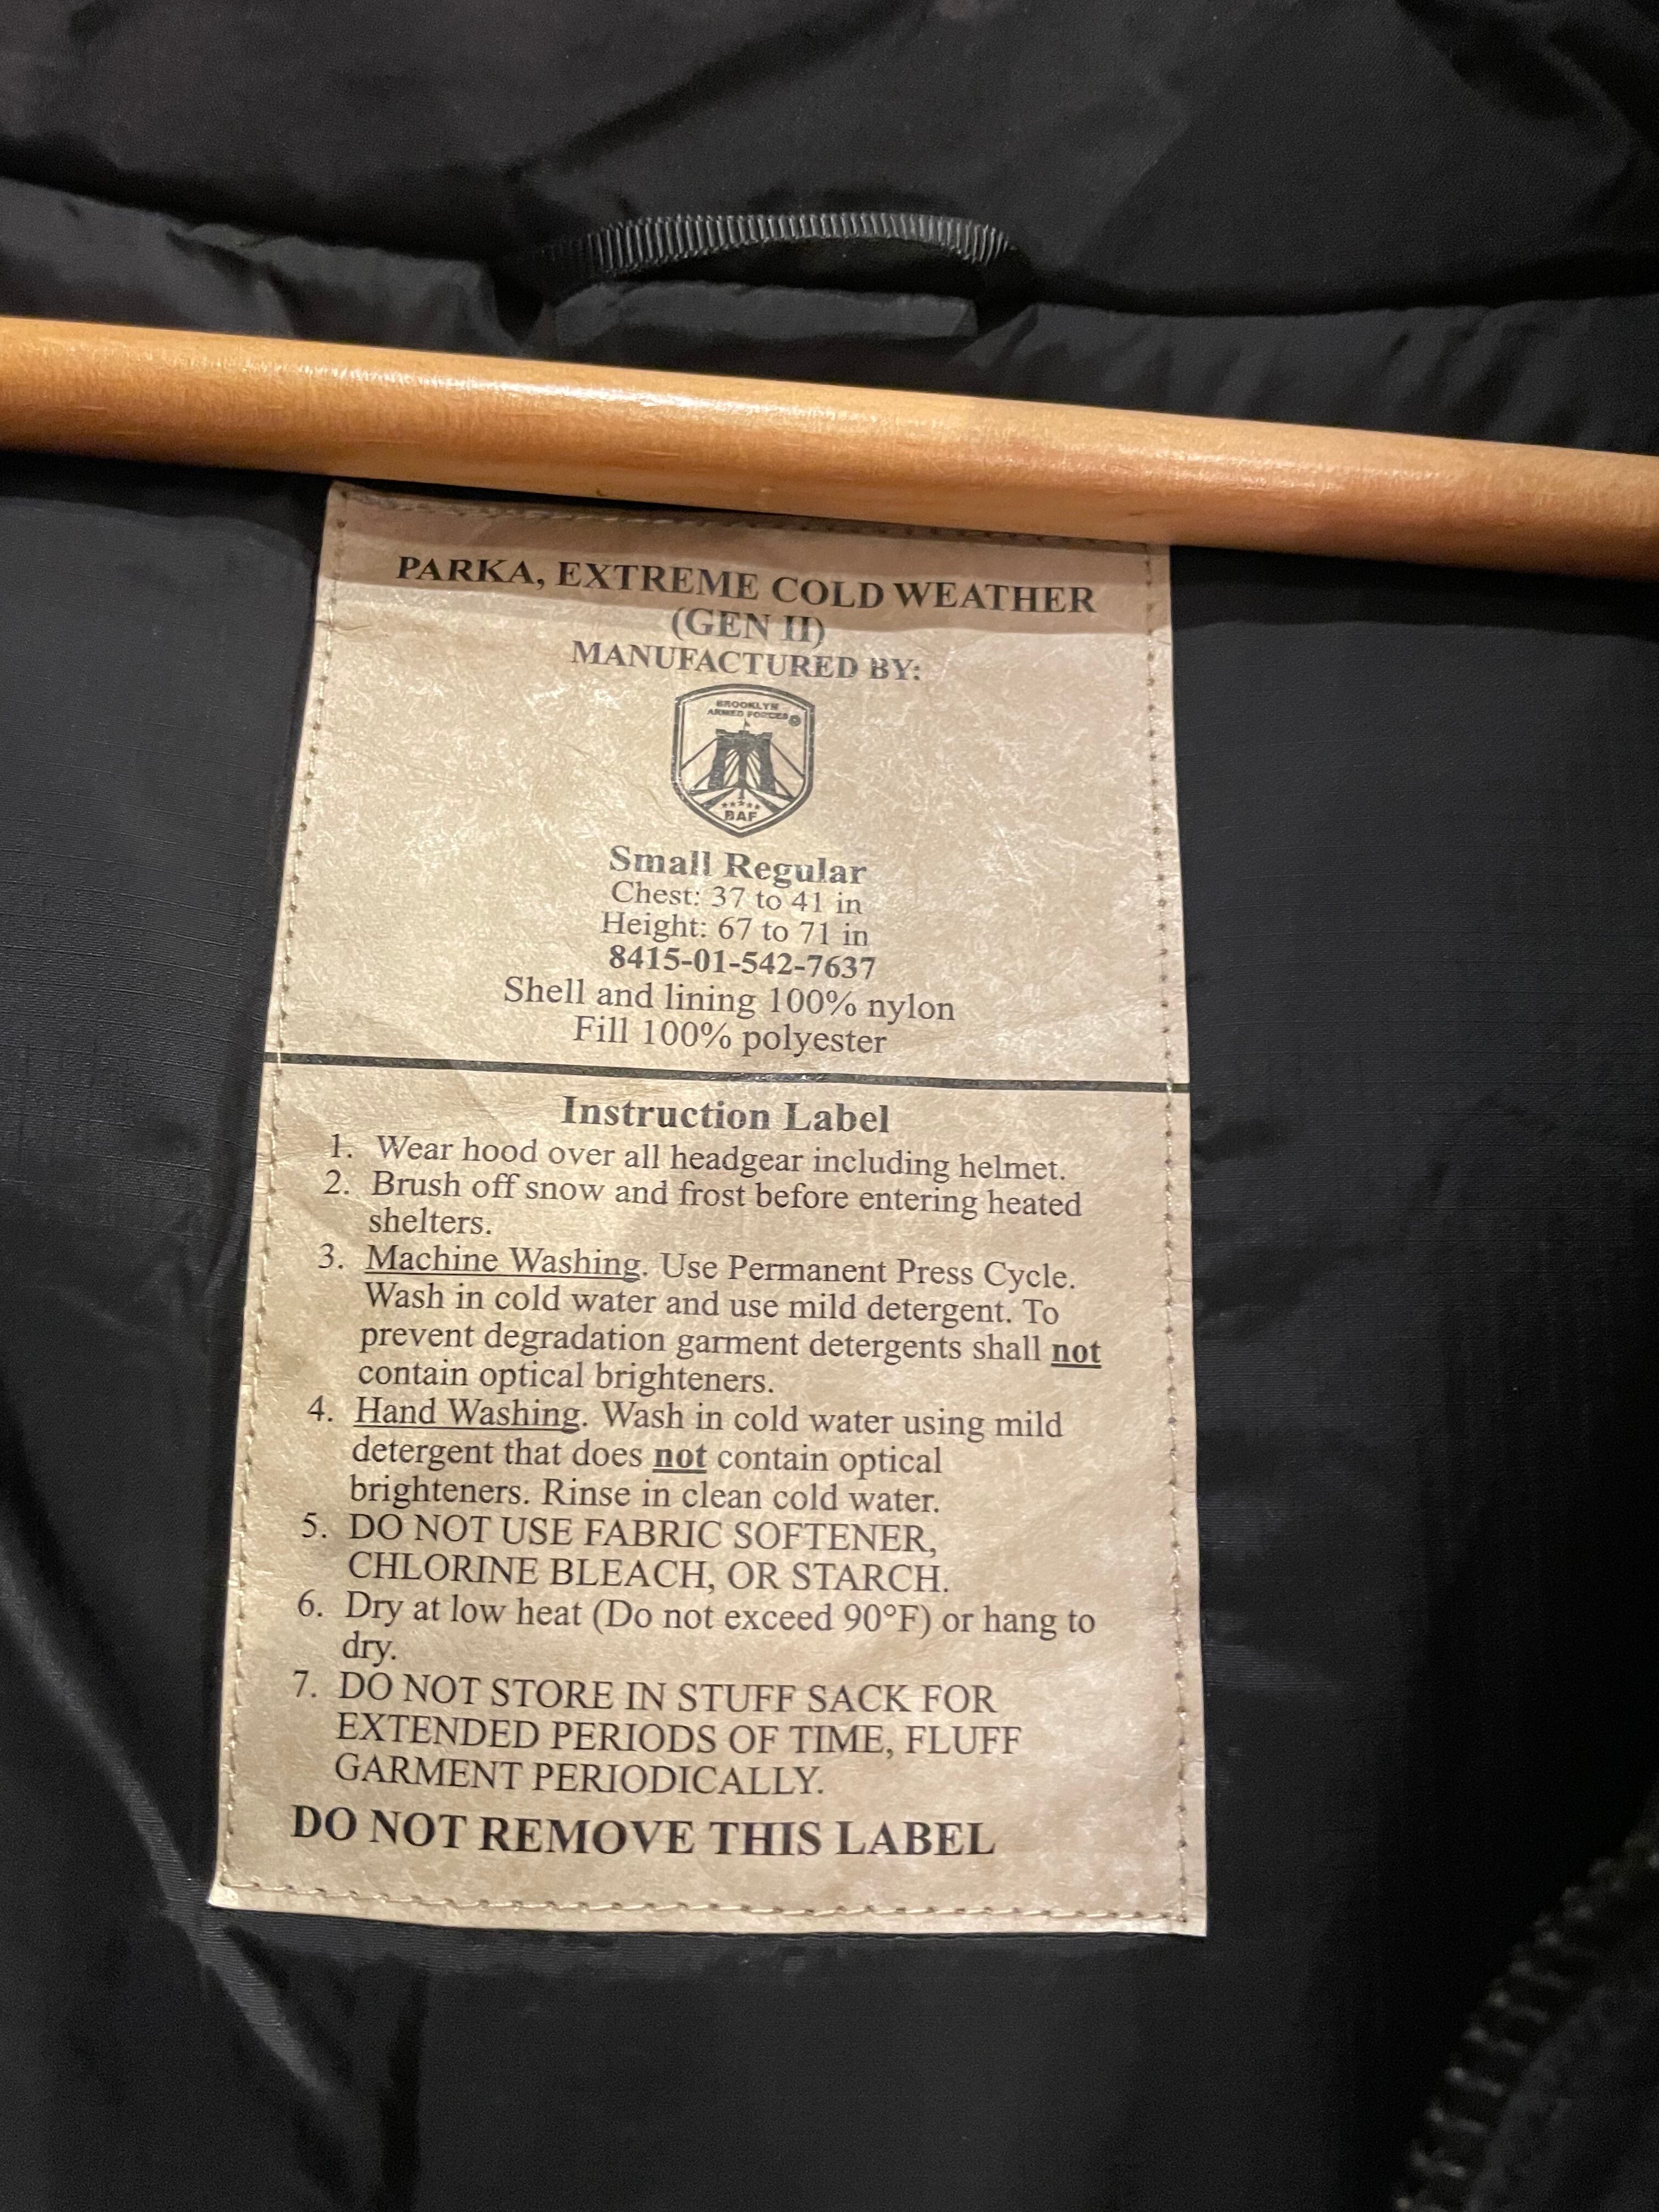 PARKA, EXTREME COLD WEATHER
(GEN II)
MANUFACTURED BY:
BROOKLYN
ARMED FORCES®
BAF
Small Regular
Chest: 37 to 41 in
Height: 67 to 71 in
8415-01-542-7637
Shell and lining 100% nylon
Fill 100% polyester
Instruction Label
1. Wear hood over all headgear including helmet.
2. Brush off snow and frost before entering heated
shelters.
3. Machine Washing. Use Permanent Press Cycle.
Wash in cold water and use mild detergent. To
prevent degradation garment detergents shall not
contain optical brighteners.
4. Hand Washing. Wash in cold water using mild
detergent that does not contain optical
brighteners. Rinse in clean cold water.
5. DO NOT USE FABRIC SOFTENER,
CHLORINE BLEACH, OR STARCH.
6. Dry at low heat (Do not exceed 90°F) or hang to
dry.
7. DO NOT STORE IN STUFF SACK FOR
EXTENDED PERIODS OF TIME, FLUFF
GARMENT PERIODICALLY.
DO NOT REMOVE THIS LABEL